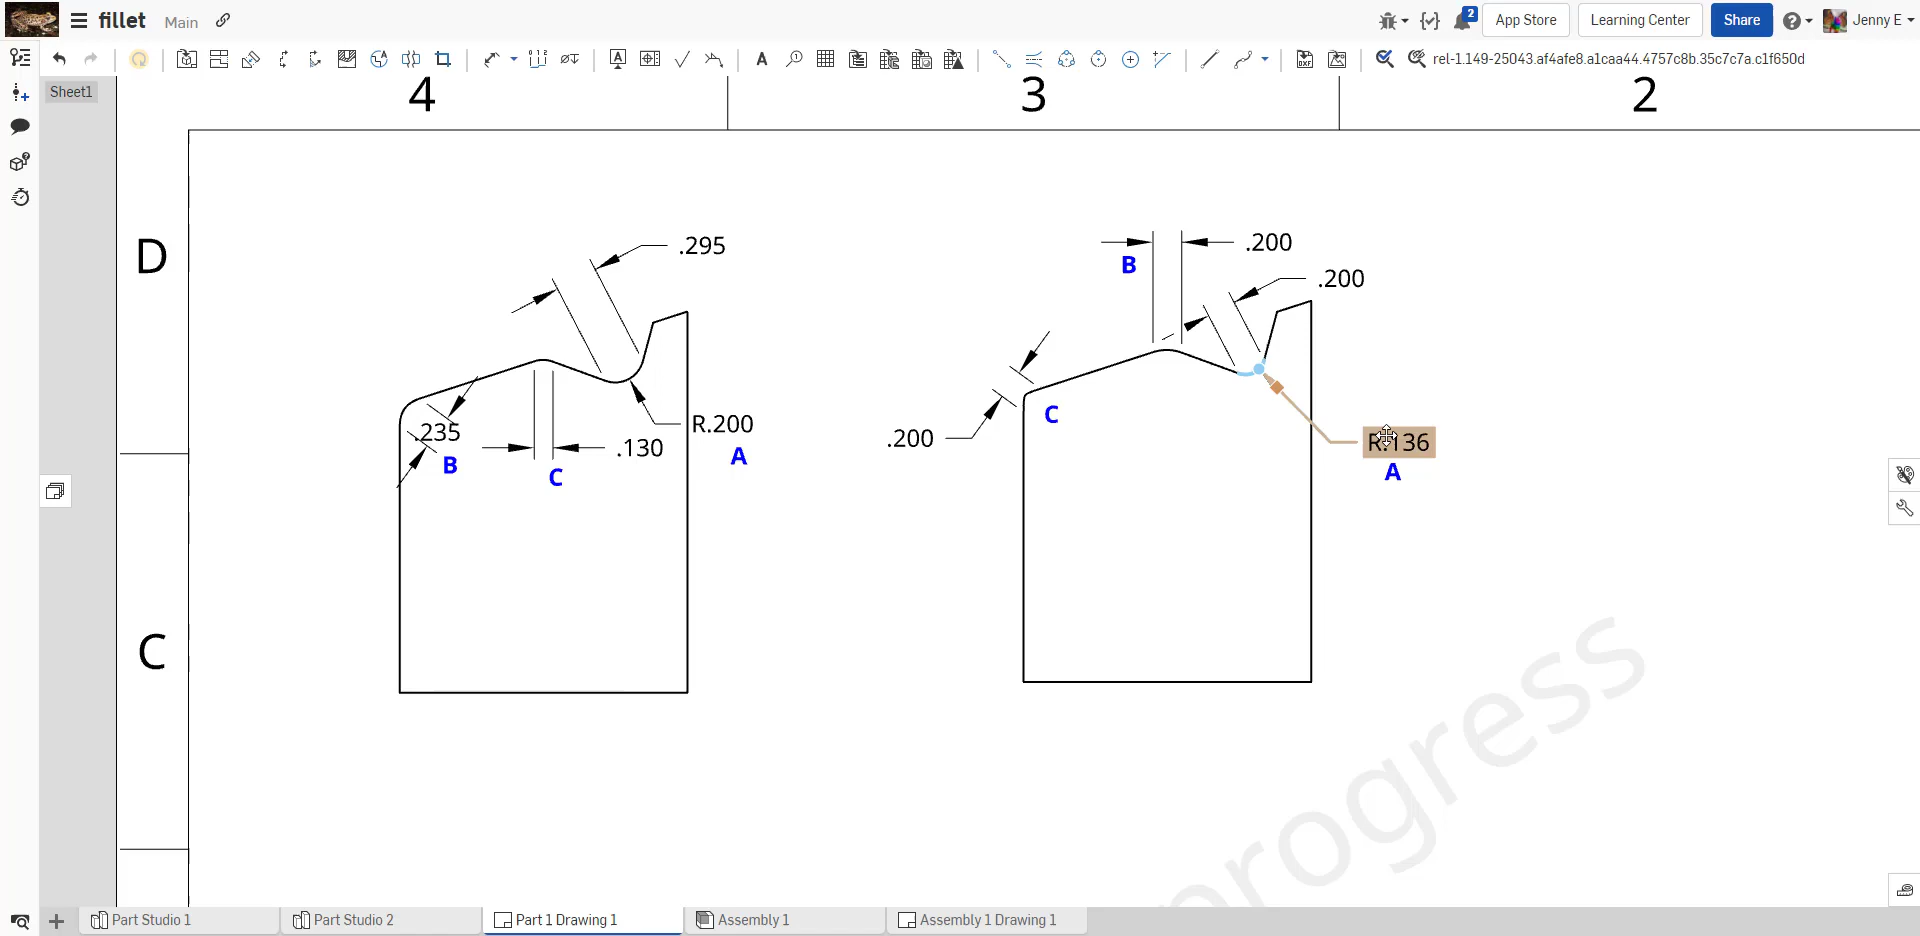 fillet Main
2
App Store
Learning Center
Share
Jenny E
rel-1.149-25043.af4afe8.a1caa44.4757c8b.35c7c7a.c1f650d
Sheet1
4
3
2
D
C
.295
.235
B
.130
C
R.200
A
.200
B
.200
.200
C
R.136
A
progress
Part Studio 1
Part Studio 2
Part 1 Drawing 1
Assembly 1
Assembly 1 Drawing 1